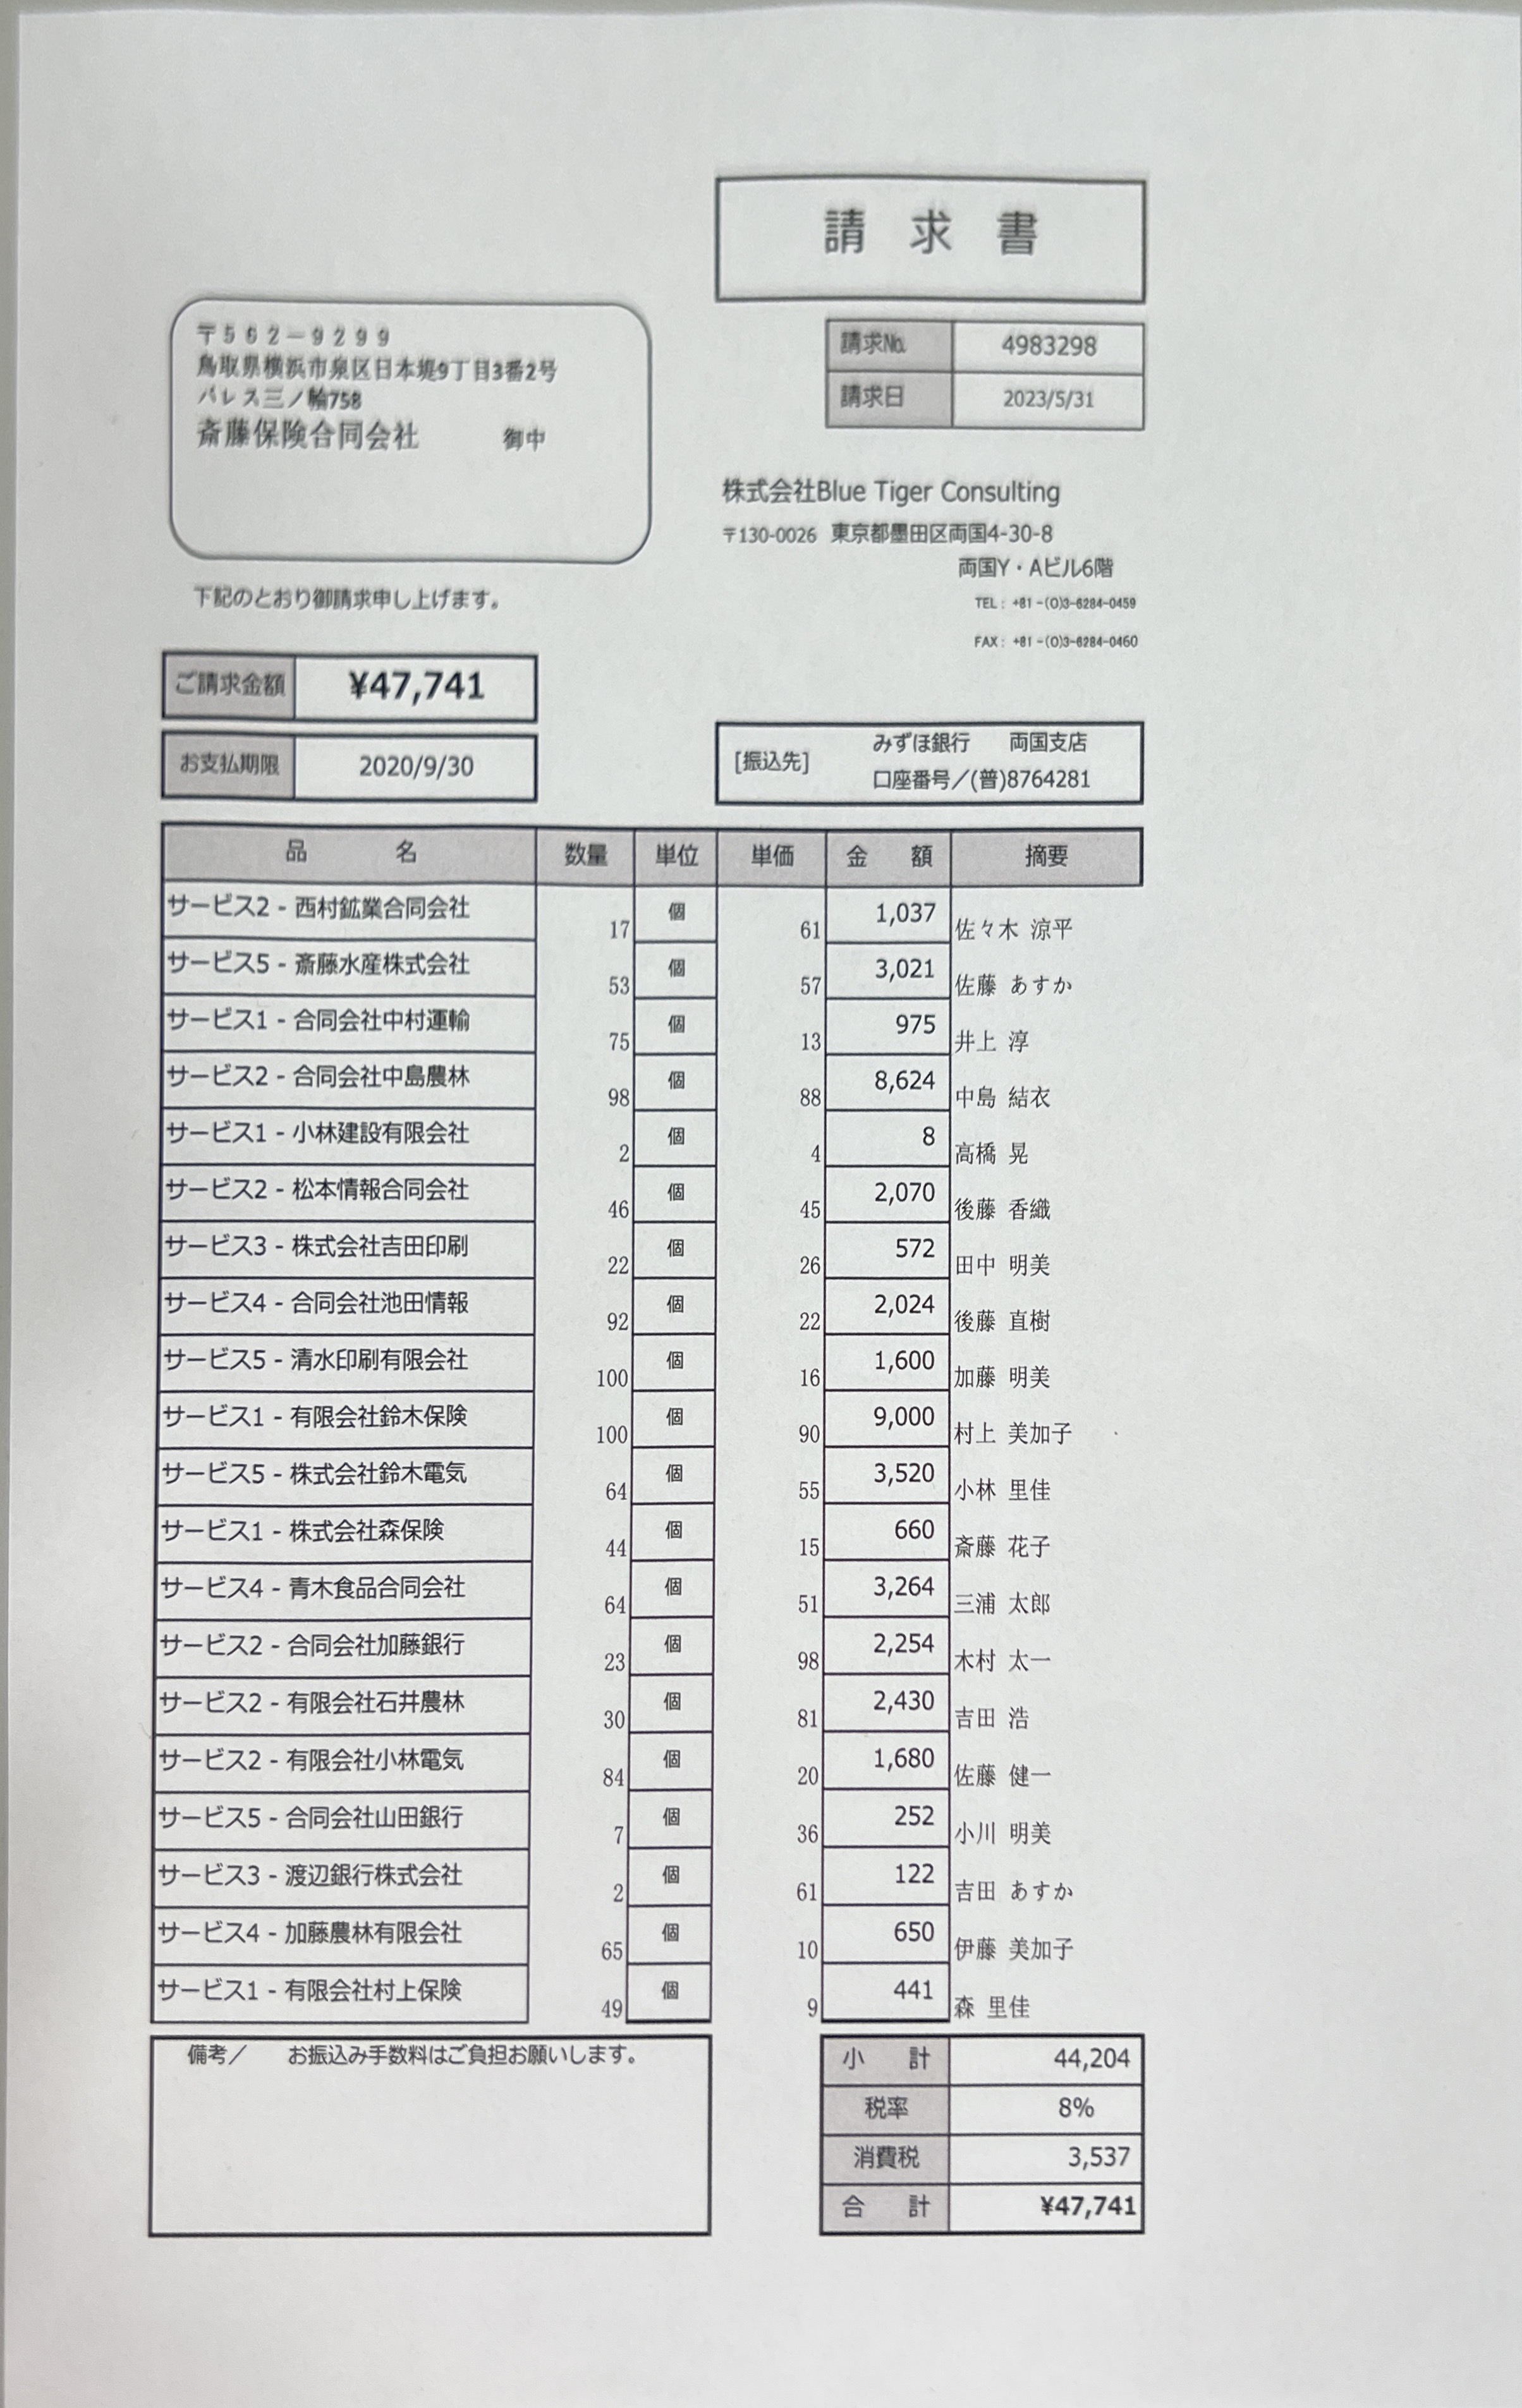 請求書
〒562-9299
鳥取県横浜市泉区日本堤9丁目3番2号
パレス三ノ輪758
斎藤保険合同会社 御中
請求No. 4983298
請求日 2023/5/31
株式会社Blue Tiger Consulting
〒130-0026 東京都墨田区両国4-30-8
両国Y・Aビル6階
TEL: +81-(0)3-6284-0459
FAX: +81-(0)3-6284-0460
下記のとおり御請求申し上げます。
ご請求金額 ¥47,741
お支払期限 2020/9/30
[振込先] みずほ銀行 両国支店
口座番号/(普)8764281
品名 数量 単位 単価 金額 摘要
サービス2 - 西村鉱業合同会社 17 個 61 1,037 佐々木 涼平
サービス5 - 斎藤水産株式会社 53 個 57 3,021 佐藤 あすか
サービス1 - 合同会社中村運輸 75 個 13 975 井上 淳
サービス2 - 合同会社中島農林 98 個 88 8,624 中島 結衣
サービス1 - 小林建設有限会社 2 個 4 8 高橋 晃
サービス2 - 松本情報合同会社 46 個 45 2,070 後藤 香織
サービス3 - 株式会社吉田印刷 22 個 26 572 田中 明美
サービス4 - 合同会社池田情報 92 個 22 2,024 後藤 直樹
サービス5 - 清水印刷有限会社 100 個 16 1,600 加藤 明美
サービス1 - 有限会社鈴木保険 100 個 90 9,000 村上 美加子
サービス5 - 株式会社鈴木電気 64 個 55 3,520 小林 里佳
サービス1 - 株式会社森保険 44 個 15 660 斎藤 花子
サービス4 - 青木食品合同会社 64 個 51 3,264 三浦 太郎
サービス2 - 合同会社加藤銀行 23 個 98 2,254 木村 太一
サービス2 - 有限会社石井農林 30 個 81 2,430 吉田 浩
サービス2 - 有限会社小林電気 84 個 20 1,680 佐藤 健一
サービス5 - 合同会社山田銀行 7 個 36 252 小川 明美
サービス3 - 渡辺銀行株式会社 2 個 61 122 吉田 あすか
サービス4 - 加藤農林有限会社 65 個 10 650 伊藤 美加子
サービス1 - 有限会社村上保険 49 個 9 441 森 里佳
備考/ お振込み手数料はご負担お願いします。
小計 44,204
税率 8%
消費税 3,537
合計 ¥47,741